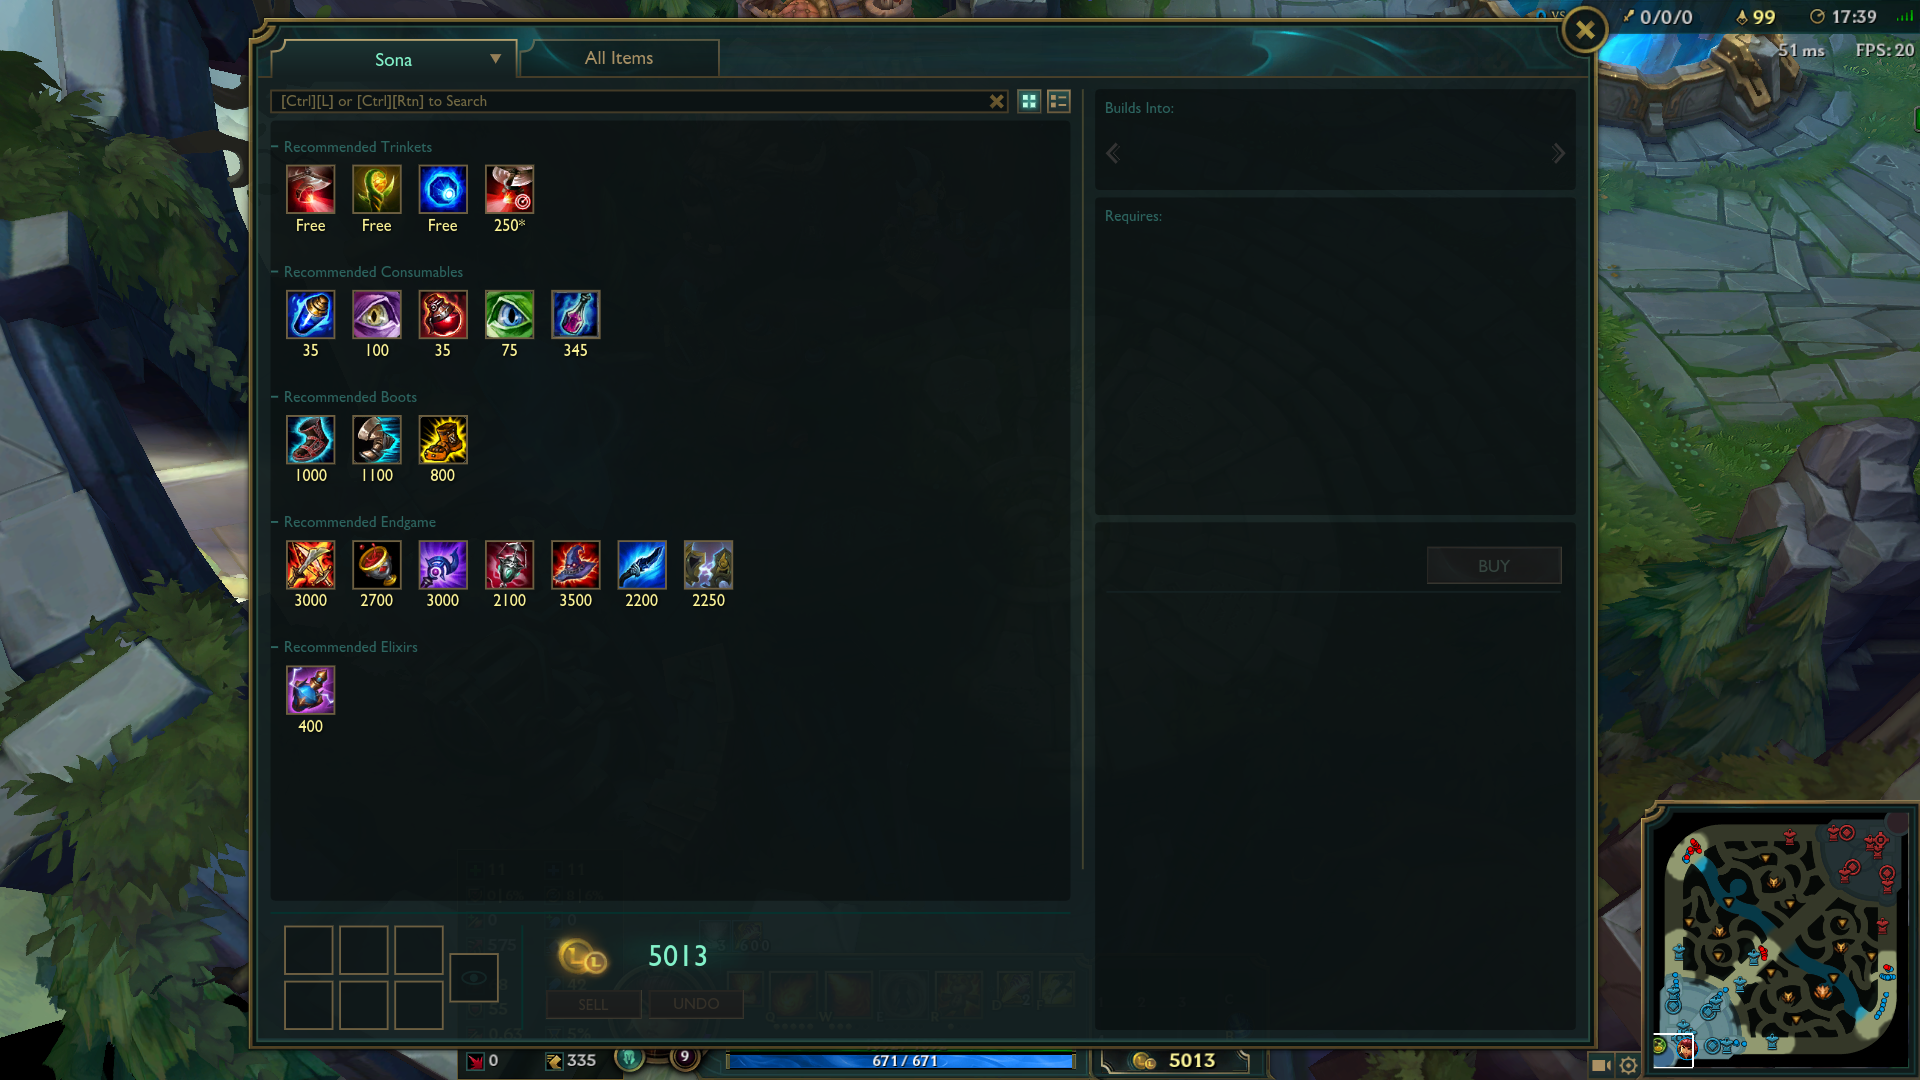 Sona
All Items
VS 0/0/0 99 17:39
51 ms FPS: 20
[Ctrl][L] or [Ctrl][Rtn] to Search
Builds Into:
Recommended Trinkets
Free Free Free 250*
Requires:
Recommended Consumables
35 100 35 75 345
Recommended Boots
1000 1100 800
Recommended Endgame
3000 2700 3000 2100 3500 2200 2250
BUY
Recommended Elixirs
400
5013
SELL UNDO
0 335 9 671 / 671 5013